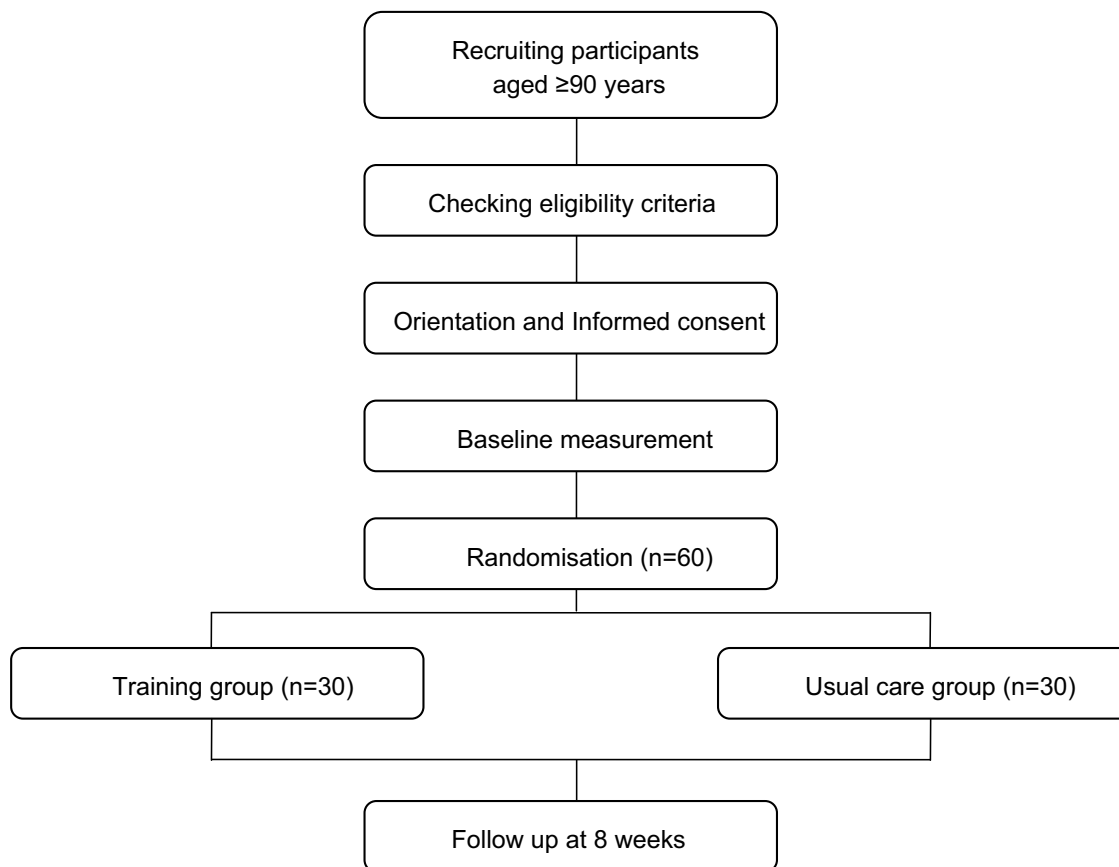 Recruiting participants
aged ≥90 years
Checking eligibility criteria
Orientation and Informed consent
Baseline measurement
Randomisation (n=60)
Training group (n=30)
Usual care group (n=30)
Follow up at 8 weeks